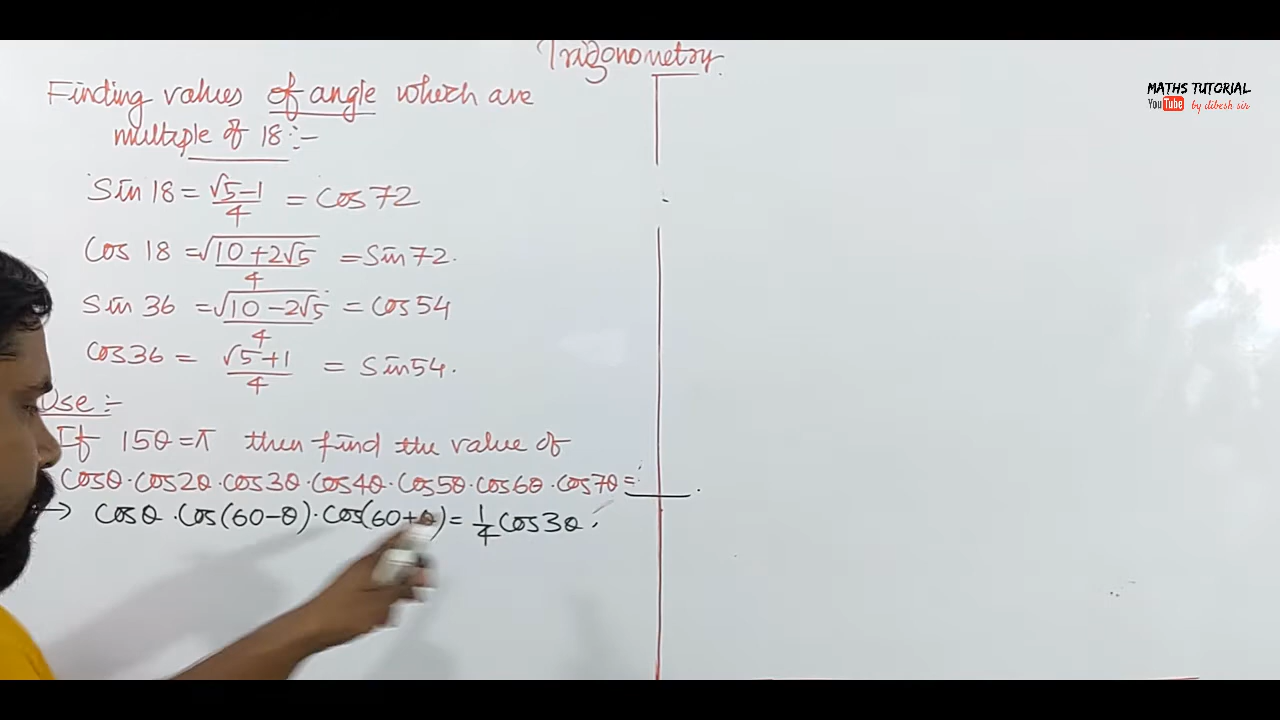 Trigonometry
MATHS TUTORIAL
YouTube by dibesh sir
Finding values of angle which are
multiple of 18:-
Sin 18 = √5-1/4 = Cos 72
Cos 18 = √10+2√5/4 = Sin 72.
Sin 36 = √10-2√5/4 = Cos 54
Cos 36 = √5+1/4 = Sin 54.
Use :-
If 15θ=π then find the value of
Cosθ·Cos2θ·Cos3θ·Cos4θ·Cos5θ·Cos6θ·Cos7θ=
→ Cosθ·Cos(60-θ)·Cos(60+θ)= 1/4 Cos3θ